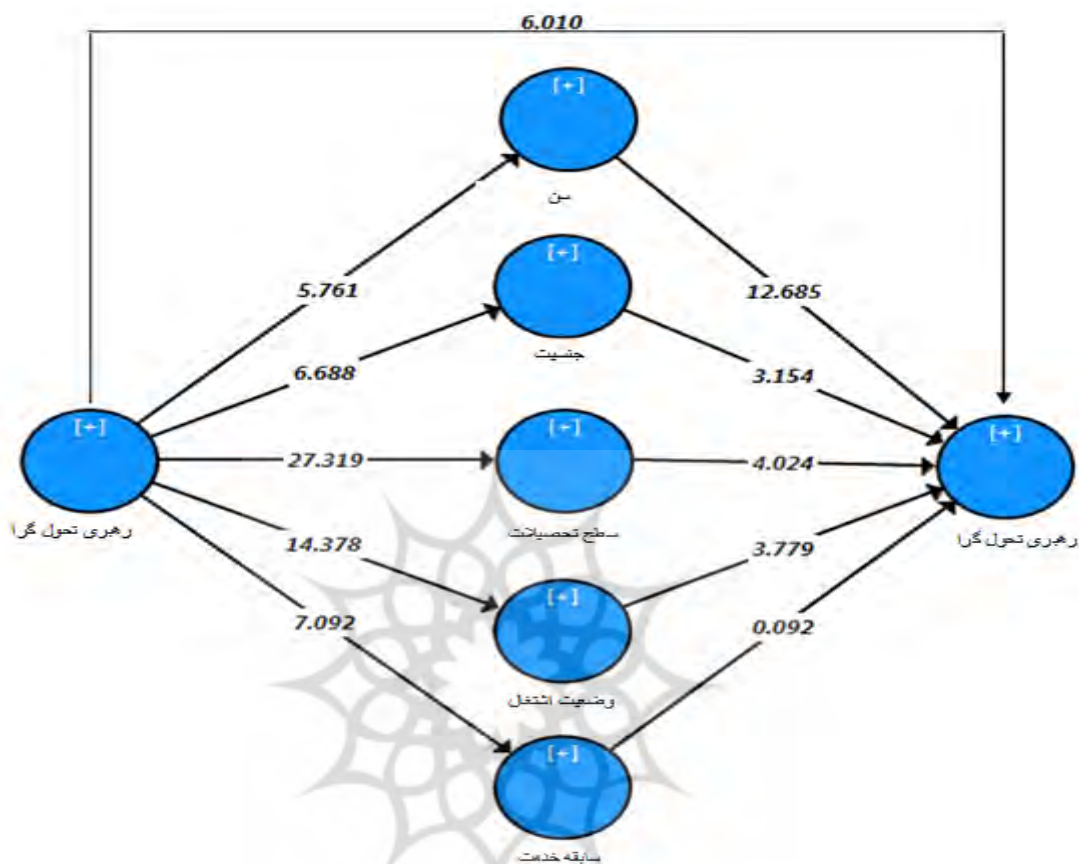 6.010
[+]
سن
5.761
12.685
[+]
جنسیت
6.688
3.154
[+]
رهبری تحول گرا
27.319
[+]
سطح تحصیلات
4.024
[+]
رهبری تحول گرا
14.378
3.779
[+]
وضعیت اشتغال
7.092
0.092
[+]
سابقه خدمت